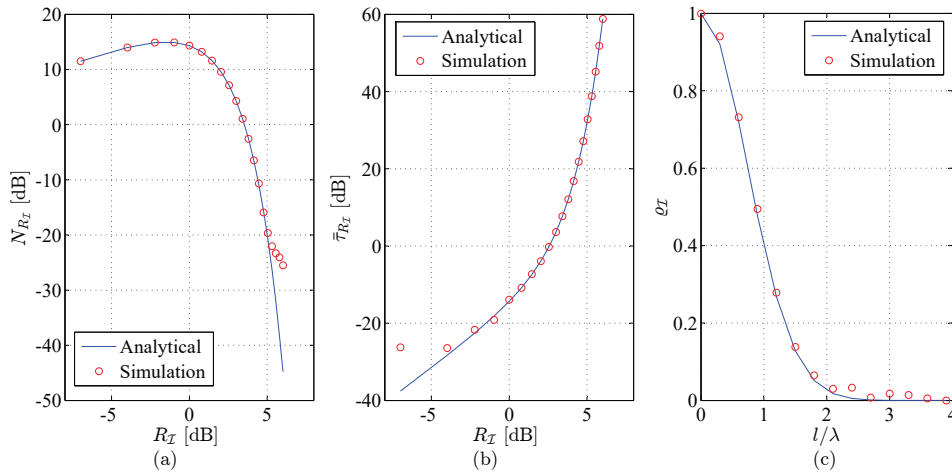 20
10
0
-10
-20
-30
-40
-50
-5
0
5
N_{R_ℐ} [dB]
R_ℐ [dB]
Analytical
Simulation
(a)
60
40
20
0
-20
-40
-5
0
5
τ̄_{R_ℐ} [dB]
R_ℐ [dB]
Analytical
Simulation
(b)
1
0.8
0.6
0.4
0.2
0
0
1
2
3
4
ϱ_ℐ
l/λ
Analytical
Simulation
(c)